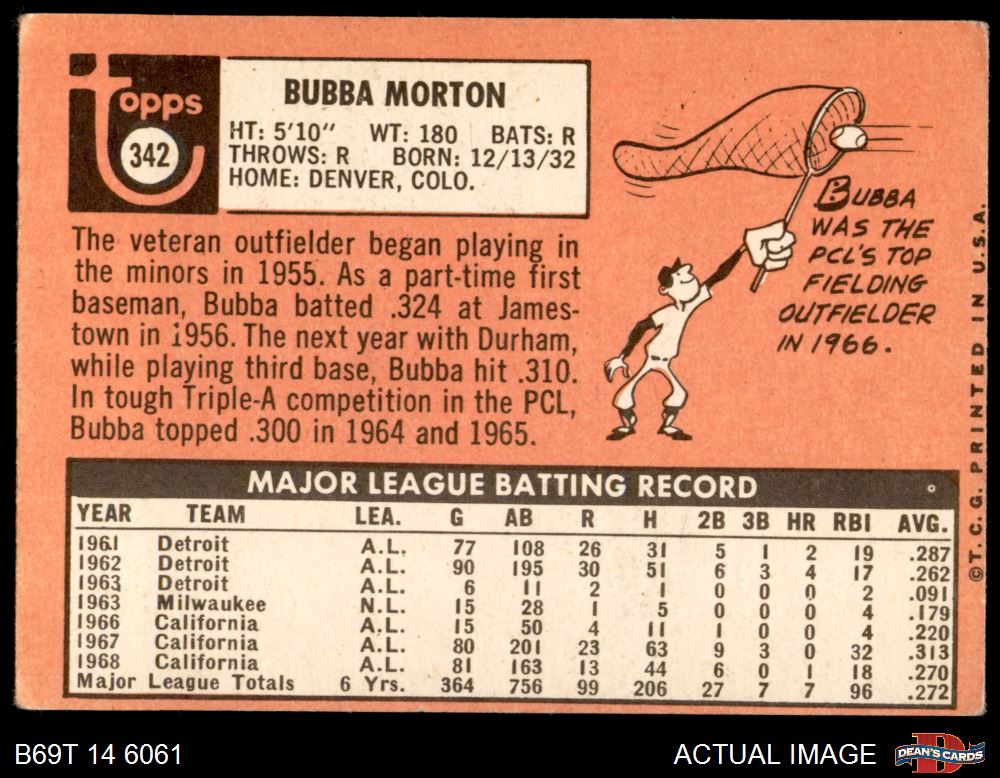 Topps
342
BUBBA MORTON
HT: 5'10" WT: 180 BATS: R
THROWS: R BORN: 12/13/32
HOME: DENVER, COLO.
The veteran outfielder began playing in
the minors in 1955. As a part-time first
baseman, Bubba batted .324 at James-
town in 1956. The next year with Durham,
while playing third base, Bubba hit .310.
In tough Triple-A competition in the PCL,
Bubba topped .300 in 1964 and 1965.
BUBBA
WAS THE
PCL'S TOP
FIELDING
OUTFIELDER
IN 1966.
©T. C. G. PRINTED IN U.S.A.
MAJOR LEAGUE BATTING RECORD
YEAR TEAM LEA. G AB R H 2B 3B HR RBI AVG.
1961 Detroit A.L. 77 108 26 31 5 1 2 19 .287
1962 Detroit A.L. 90 195 30 51 6 3 4 17 .262
1963 Detroit A.L. 6 11 2 1 0 0 0 2 .091
1963 Milwaukee N.L. 15 28 1 5 0 0 0 4 .179
1966 California A.L. 15 50 4 11 1 0 0 4 .220
1967 California A.L. 80 201 23 63 9 3 0 32 .313
1968 California A.L. 81 163 13 44 6 0 1 18 .270
Major League Totals 6 Yrs. 364 756 99 206 27 7 7 96 .272
B69T 14 6061
ACTUAL IMAGE
D
DEAN'S CARDS